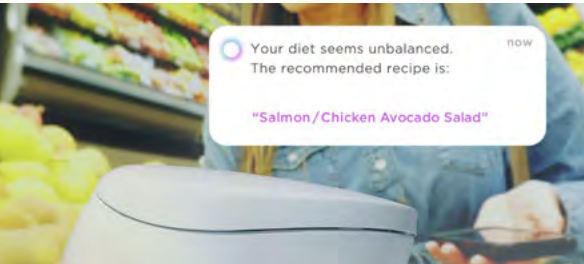 now
Your diet seems unbalanced.
The recommended recipe is:
"Salmon/Chicken Avocado Salad"